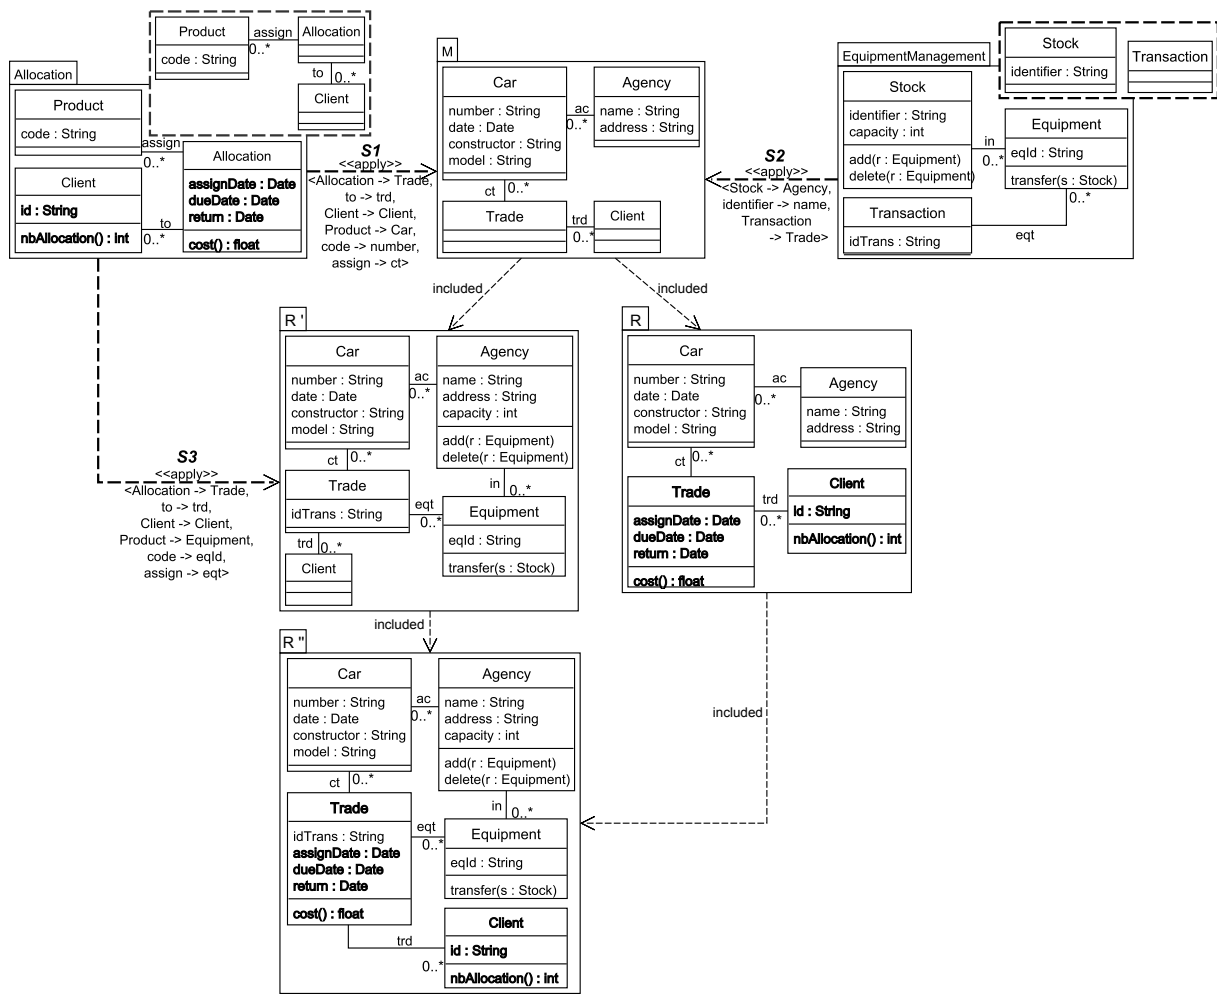 Product
code : String
assign
0..*
Allocation
to
0..*
Client
Allocation
Product
code : String
assign
0..*
Allocation
assignDate : Date
dueDate : Date
return : Date
cost() : float
Client
id : String
nbAllocation() : int
to
0..*
S1
<<apply>>
<Allocation -> Trade,
to -> trd,
Client -> Client,
Product -> Car,
code -> number,
assign -> ct>
M
Car
number : String
date : Date
constructor : String
model : String
ac
0..*
Agency
name : String
address : String
ct
0..*
Trade
trd
0..*
Client
S2
<<apply>>
<Stock -> Agency,
identifier -> name,
Transaction
-> Trade>
EquipmentManagement
Stock
identifier : String
Transaction
Stock
identifier : String
capacity : int
add(r : Equipment)
delete(r : Equipment)
in
0..*
Equipment
eqId : String
transfer(s : Stock)
Transaction
idTrans : String
0..*
eqt
included
included
S3
<<apply>>
<Allocation -> Trade,
to -> trd,
Client -> Client,
Product -> Equipment,
code -> eqId,
assign -> eqt>
R '
Car
number : String
date : Date
constructor : String
model : String
ac
0..*
Agency
name : String
address : String
capacity : int
add(r : Equipment)
delete(r : Equipment)
ct
0..*
in
0..*
Trade
idTrans : String
eqt
0..*
Equipment
eqId : String
transfer(s : Stock)
trd
0..*
Client
R
Car
number : String
date : Date
constructor : String
model : String
ac
0..*
Agency
name : String
address : String
ct
0..*
Trade
assignDate : Date
dueDate : Date
return : Date
cost() : float
trd
0..*
Client
id : String
nbAllocation() : int
included
included
R "
Car
number : String
date : Date
constructor : String
model : String
ac
0..*
Agency
name : String
address : String
capacity : int
add(r : Equipment)
delete(r : Equipment)
ct
0..*
in
0..*
Trade
idTrans : String
assignDate : Date
dueDate : Date
return : Date
cost() : float
eqt
0..*
Equipment
eqId : String
transfer(s : Stock)
trd
0..*
Client
id : String
nbAllocation() : int